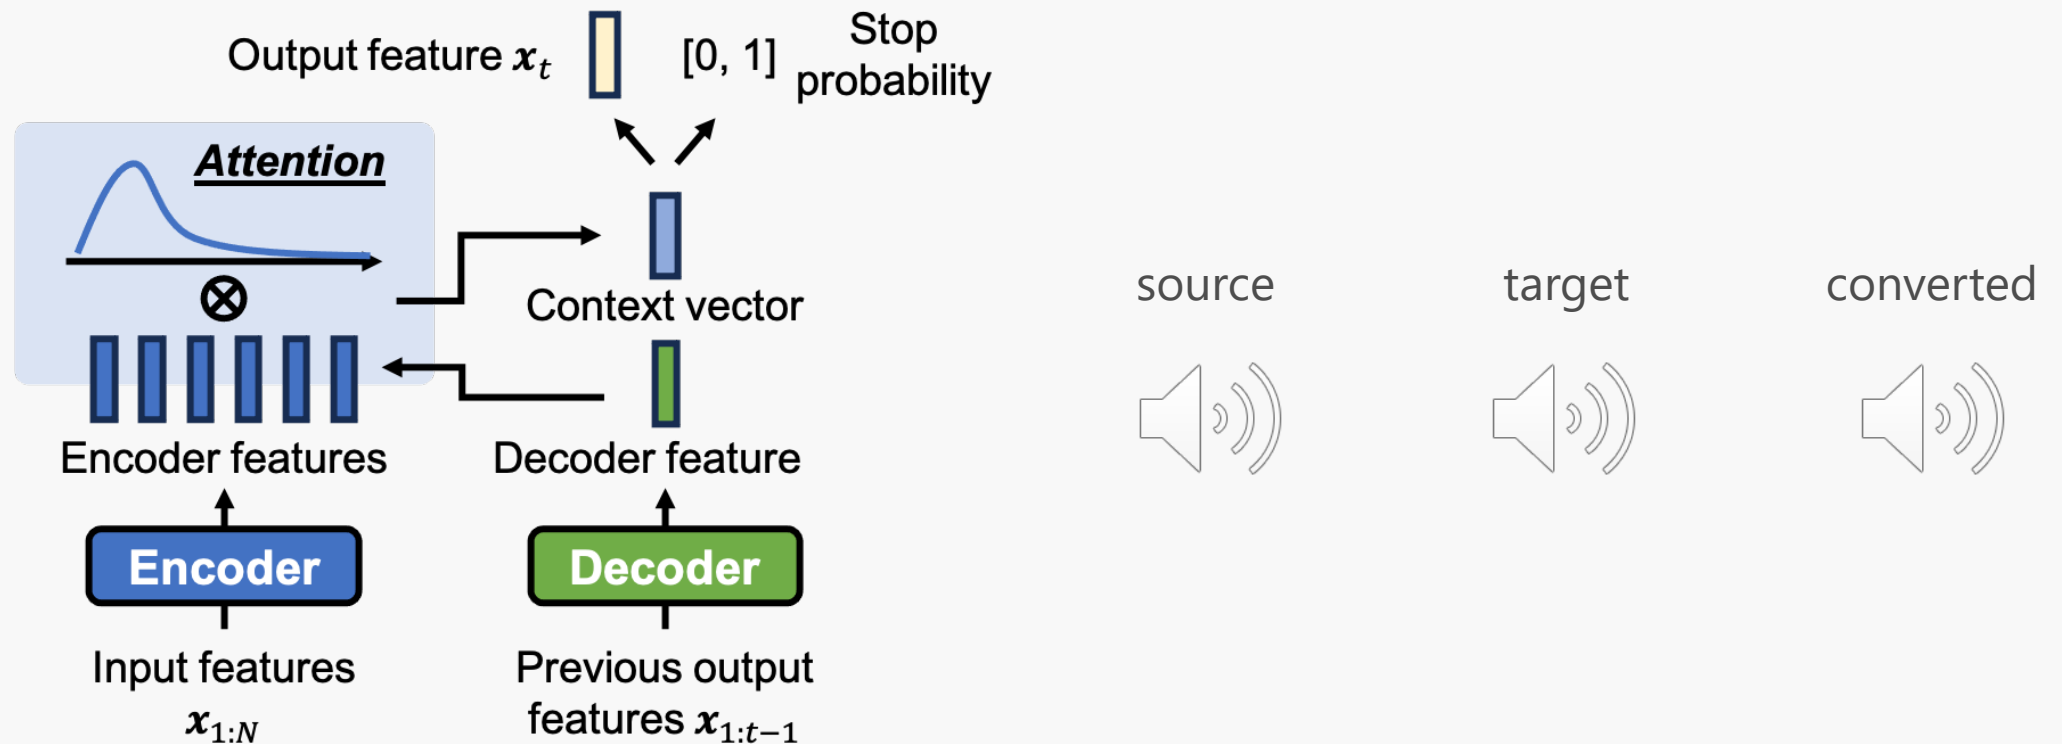 Output feature x_t
[0, 1]
Stop
probability
Attention
Context vector
Encoder features
Decoder feature
Encoder
Decoder
Input features
x_{1:N}
Previous output
features x_{1:t−1}
source
target
converted